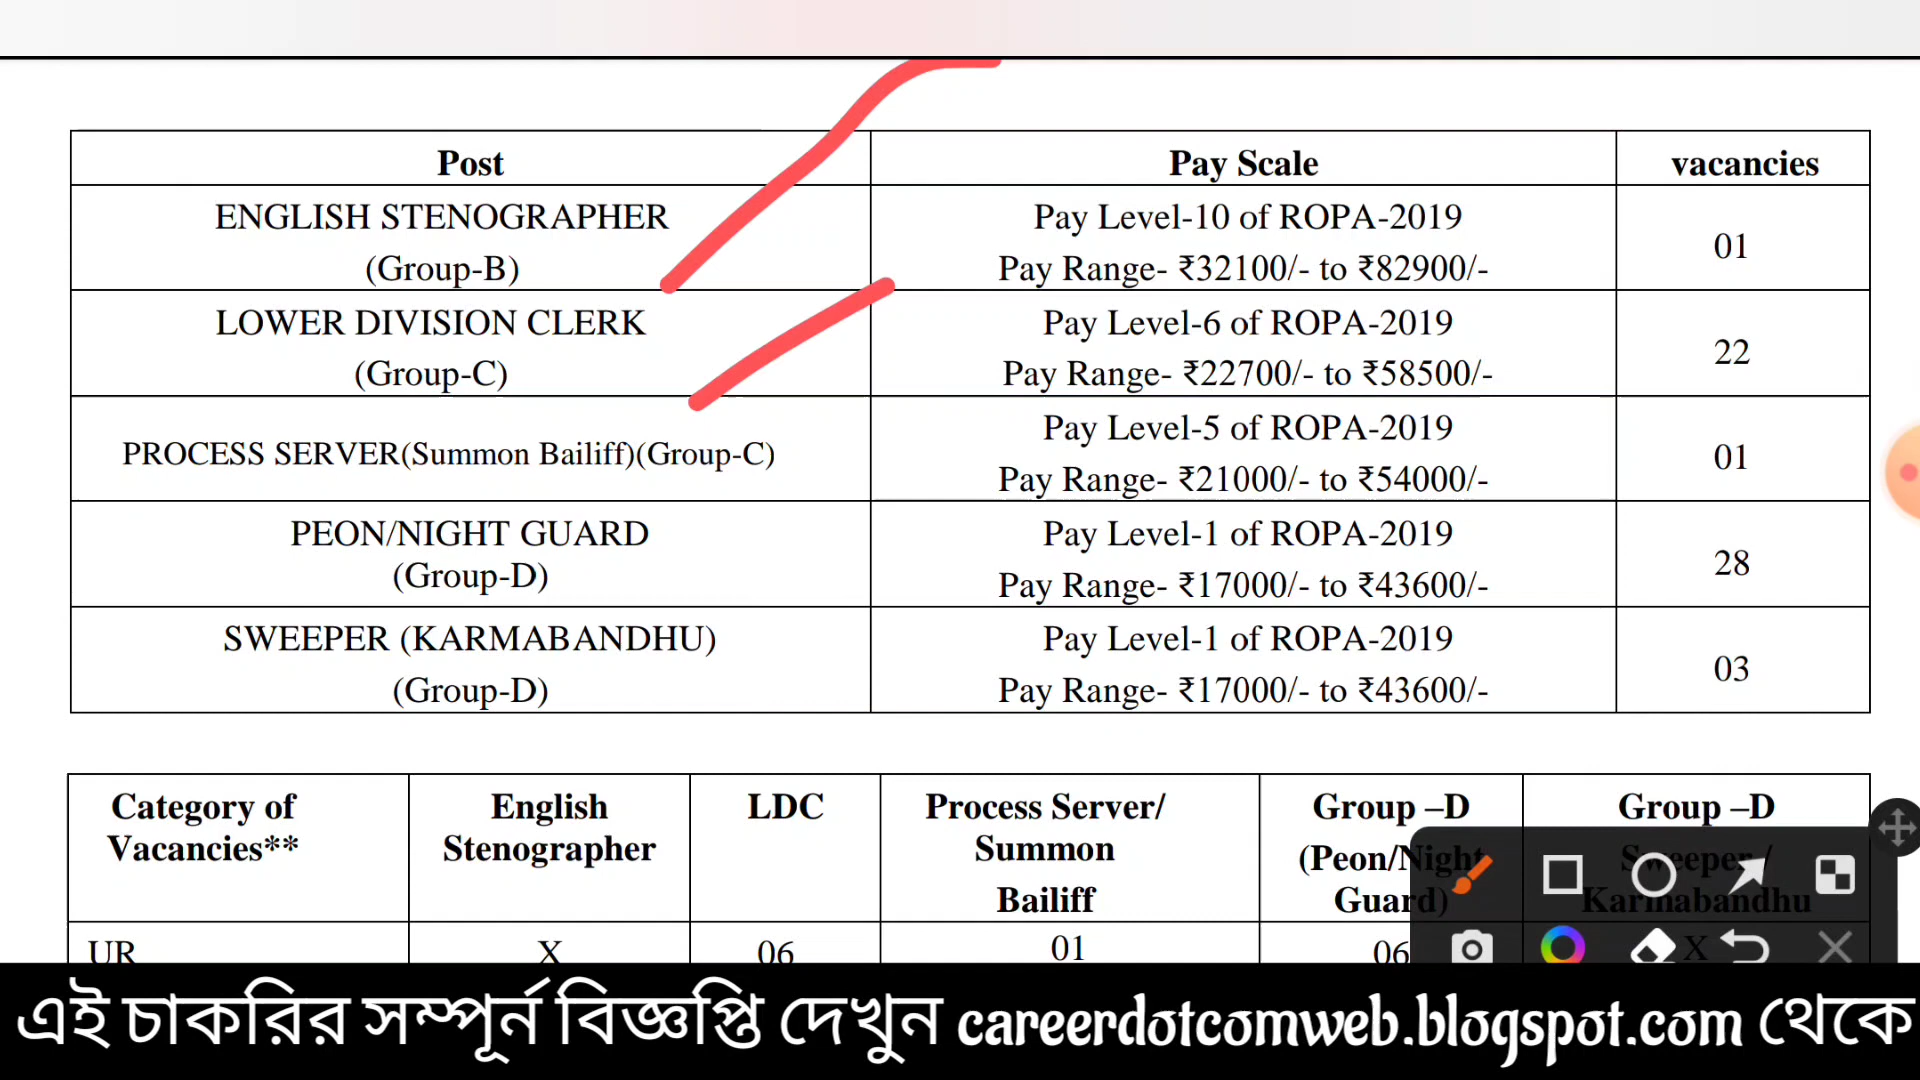 Post Pay Scale vacancies
ENGLISH STENOGRAPHER Pay Level-10 of ROPA-2019
(Group-B) Pay Range- ₹32100/- to ₹82900/- 01
LOWER DIVISION CLERK Pay Level-6 of ROPA-2019
(Group-C) Pay Range- ₹22700/- to ₹58500/- 22
PROCESS SERVER(Summon Bailiff)(Group-C) Pay Level-5 of ROPA-2019
Pay Range- ₹21000/- to ₹54000/- 01
PEON/NIGHT GUARD Pay Level-1 of ROPA-2019
(Group-D) Pay Range- ₹17000/- to ₹43600/- 28
SWEEPER (KARMABANDHU) Pay Level-1 of ROPA-2019
(Group-D) Pay Range- ₹17000/- to ₹43600/- 03
Category of English LDC Process Server/ Group –D Group –D
Vacancies** Stenographer Summon (Peon/Night Sweeper /
Bailiff Guard) Karmabandhu
UR X 06 01 06 X
এই চাকরির সম্পূর্ন বিজ্ঞপ্তি দেখুন careerdotcomweb.blogspot.com থেকে